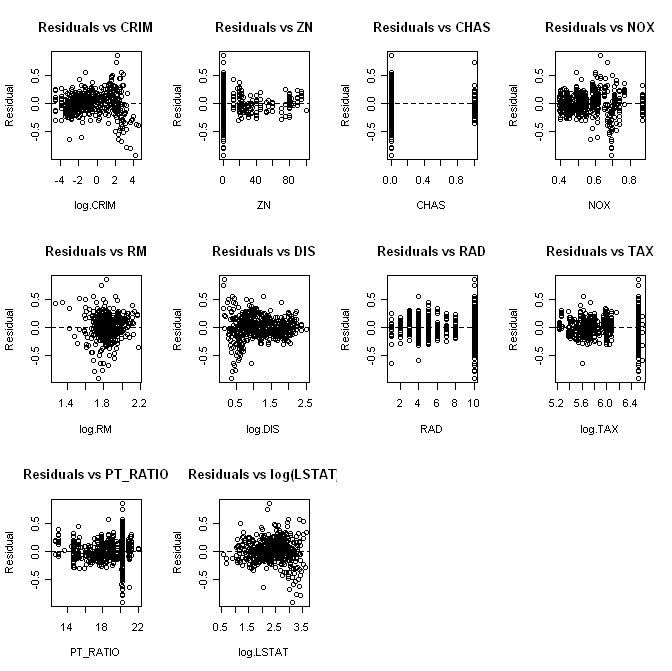 Residuals vs CRIM
Residual
-0.5 0.0 0.5
-4 -2 0 2 4
log.CRIM
Residuals vs ZN
Residual
-0.5 0.0 0.5
0 40 80
ZN
Residuals vs CHAS
Residual
-0.5 0.0 0.5
0.0 0.4 0.8
CHAS
Residuals vs NOX
Residual
-0.5 0.0 0.5
0.4 0.6 0.8
NOX
Residuals vs RM
Residual
-0.5 0.0 0.5
1.4 1.8 2.2
log.RM
Residuals vs DIS
Residual
-0.5 0.0 0.5
0.5 1.5 2.5
log.DIS
Residuals vs RAD
Residual
-0.5 0.0 0.5
2 4 6 8 10
RAD
Residuals vs TAX
Residual
-0.5 0.0 0.5
5.2 5.6 6.0 6.4
log.TAX
Residuals vs PT_RATIO
Residual
-0.5 0.0 0.5
14 18 22
PT_RATIO
Residuals vs log(LSTAT)
Residual
-0.5 0.0 0.5
0.5 1.5 2.5 3.5
log.LSTAT